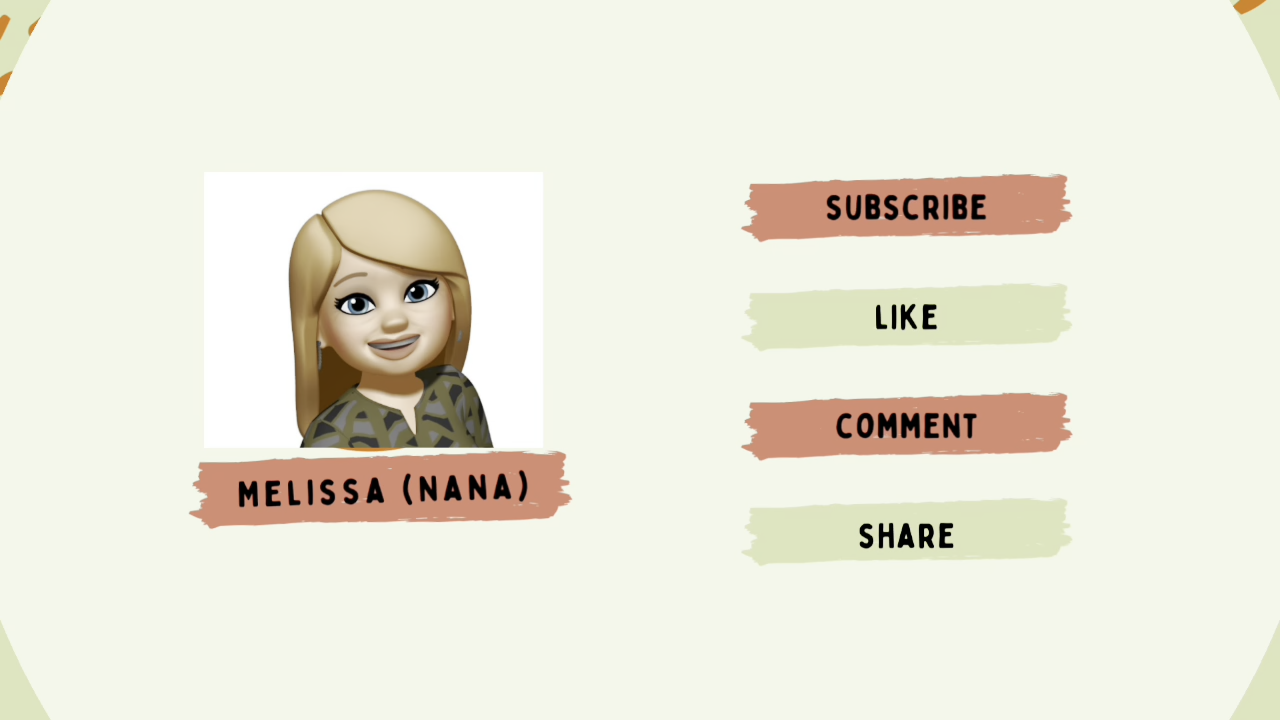 SUBSCRIBE
LIKE
COMMENT
MELISSA (NANA)
SHARE